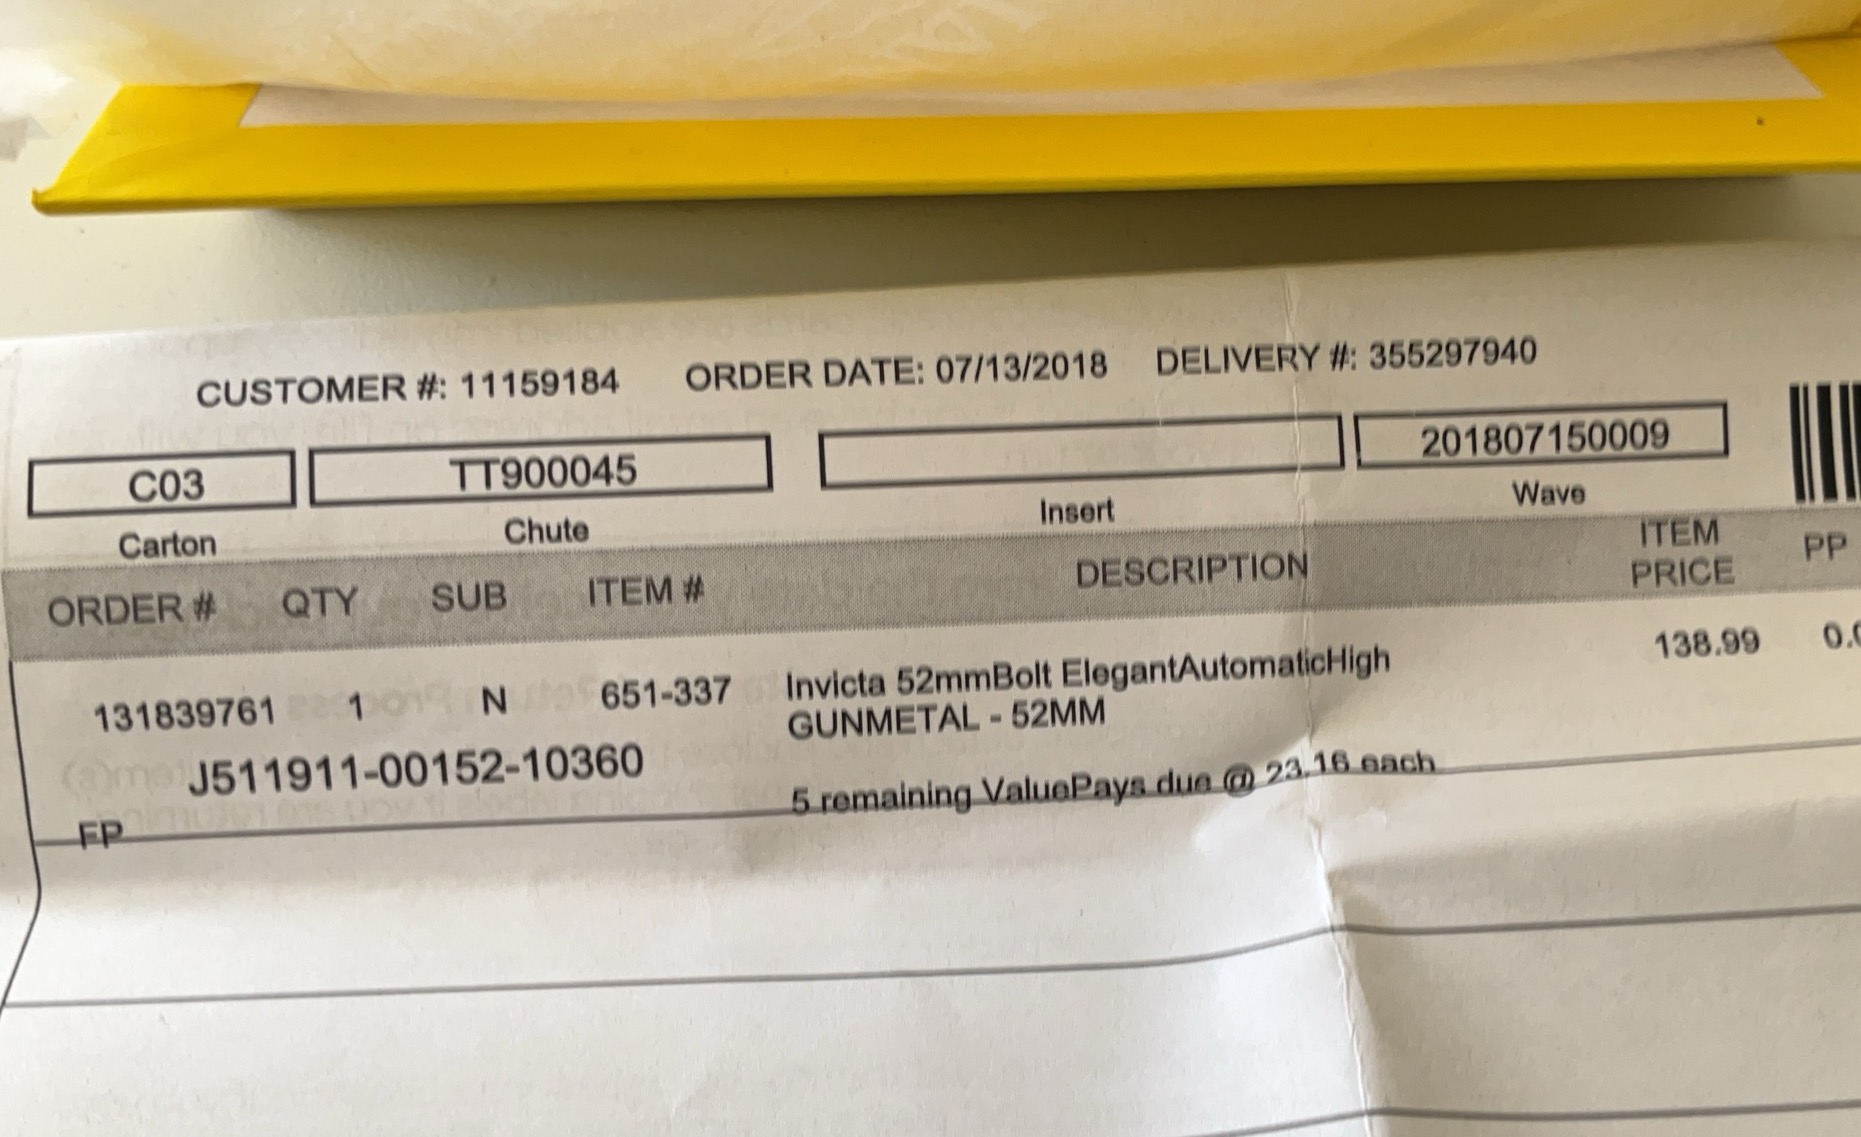 CUSTOMER #: 11159184 ORDER DATE: 07/13/2018 DELIVERY #: 355297940
C03 TT900045 201807150009
Carton Chute Insert Wave
ORDER # QTY SUB ITEM # DESCRIPTION ITEM PRICE PP
131839761 1 N 651-337 Invicta 52mmBolt ElegantAutomaticHigh 138.99
GUNMETAL - 52MM
J511911-00152-10360
5 remaining ValuePays due @ 23.16 each
FP